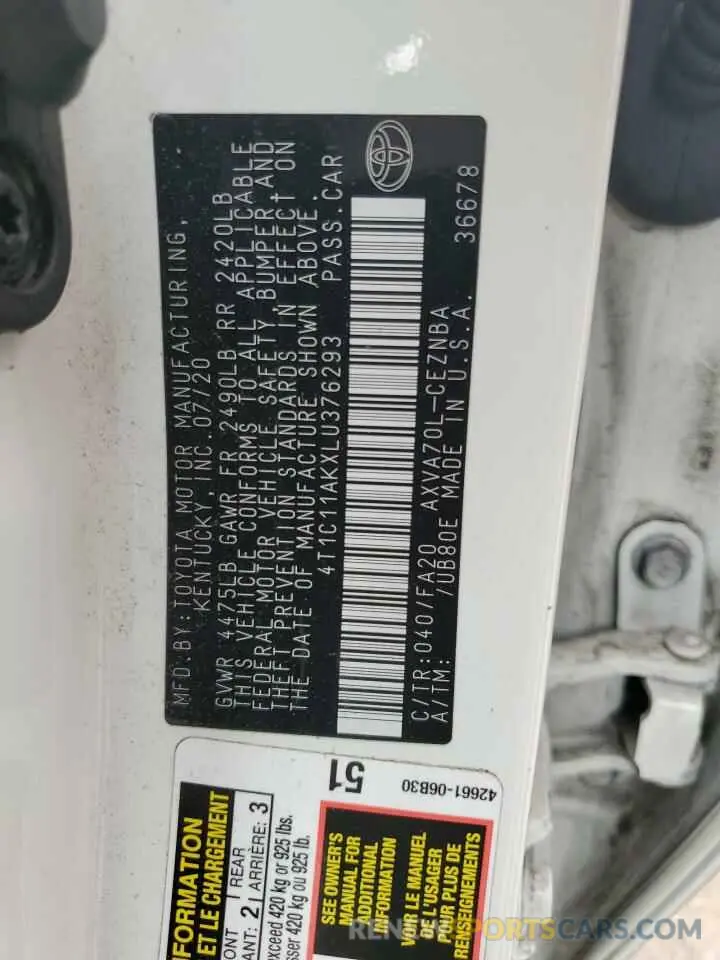 MFD.BY:TOYOTA MOTOR MANUFACTURING,
KENTUCKY, INC. 07/20
GVWR 4475LB GAWR FR 2490LB RR 2420LB
THIS VEHICLE CONFORMS TO ALL APPLICABLE
FEDERAL MOTOR VEHICLE SAFETY, BUMPER AND
THEFT PREVENTION STANDARDS IN EFFECT ON
THE DATE OF MANUFACTURE SHOWN ABOVE.
4T1C11AKXLU376293 PASS.CAR
C/TR:040/FA20 AXVA70L-CEZNBA
A/TM: /UB80E MADE IN U.S.A. 36678
INFORMATION
ET LE CHARGEMENT
ONT
ANT: 2
REAR
ARRIÈRE: 3
exceed 420 kg or 925 lbs.
sser 420 kg ou 925 lb.
51
42661-06B30
SEE OWNER'S
MANUAL FOR
ADDITIONAL
INFORMATION
VOIR LE MANUEL
DE L'USAGER
POUR PLUS DE
RENSEIGNEMENTS
RENEWSPORTSCARS.COM